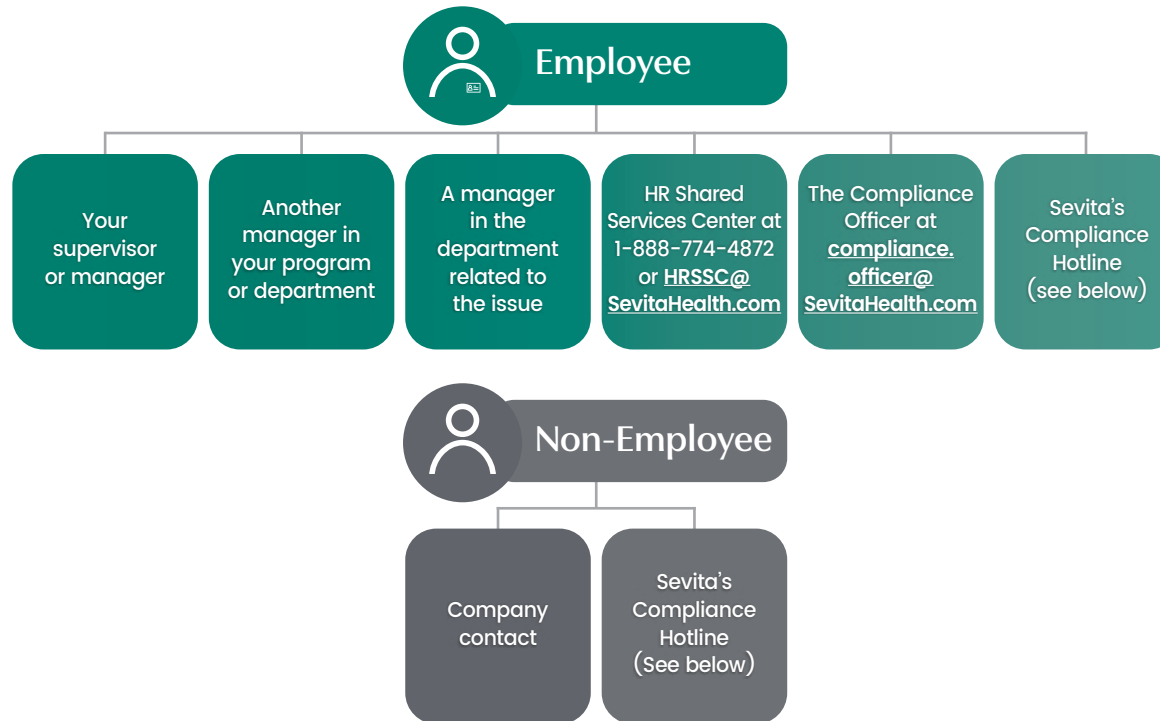 Employee
Your
supervisor
or manager
Another
manager in
your program
or department
A manager
in the
department
related to
the issue
HR Shared
Services Center at
1-888-774-4872
or HRSSC@
SevitaHealth.com
The Compliance
Officer at
compliance.
officer@
SevitaHealth.com
Sevita's
Compliance
Hotline
(see below)
Non-Employee
Company
contact
Sevita's
Compliance
Hotline
(See below)